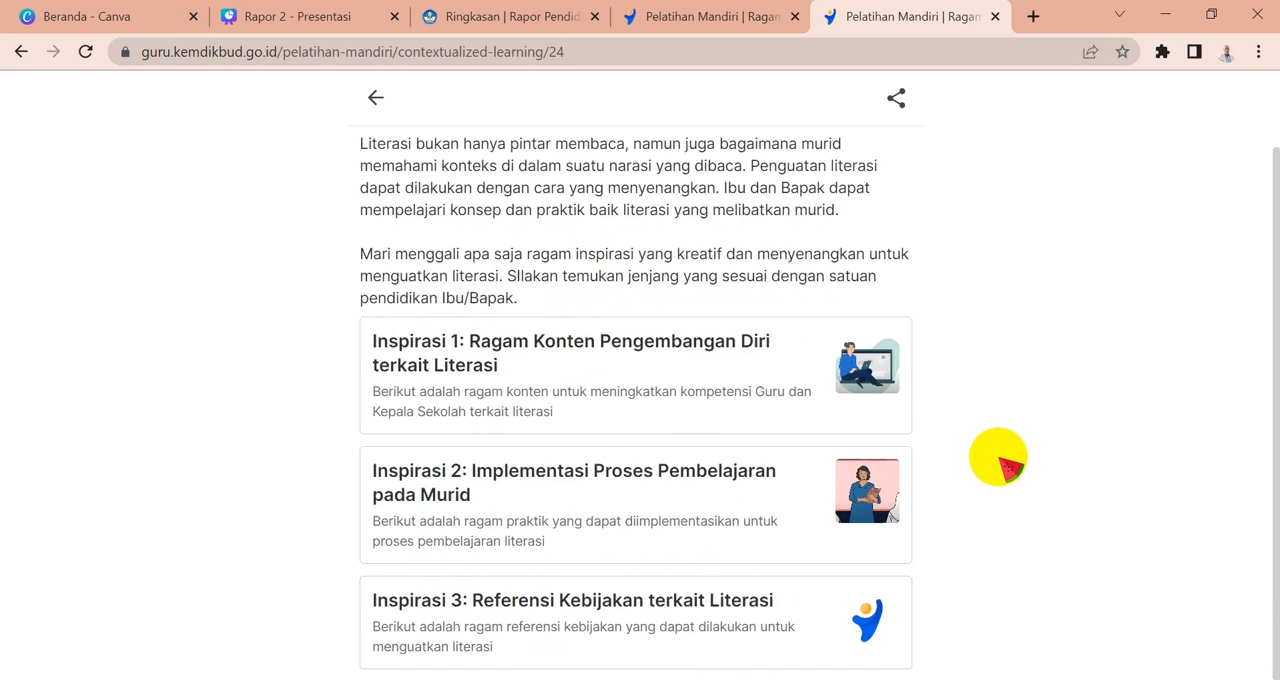 Beranda - Canva
Rapor 2 - Presentasi
Ringkasan | Rapor Pendid
Pelatihan Mandiri | Ragan
Pelatihan Mandiri | Ragam
guru.kemdikbud.go.id/pelatihan-mandiri/contextualized-learning/24
Literasi bukan hanya pintar membaca, namun juga bagaimana murid
memahami konteks di dalam suatu narasi yang dibaca. Penguatan literasi
dapat dilakukan dengan cara yang menyenangkan. Ibu dan Bapak dapat
mempelajari konsep dan praktik baik literasi yang melibatkan murid.
Mari menggali apa saja ragam inspirasi yang kreatif dan menyenangkan untuk
menguatkan literasi. SIlakan temukan jenjang yang sesuai dengan satuan
pendidikan Ibu/Bapak.
Inspirasi 1: Ragam Konten Pengembangan Diri
terkait Literasi
Berikut adalah ragam konten untuk meningkatkan kompetensi Guru dan
Kepala Sekolah terkait literasi
Inspirasi 2: Implementasi Proses Pembelajaran
pada Murid
Berikut adalah ragam praktik yang dapat diimplementasikan untuk
proses pembelajaran literasi
Inspirasi 3: Referensi Kebijakan terkait Literasi
Berikut adalah ragam referensi kebijakan yang dapat dilakukan untuk
menguatkan literasi